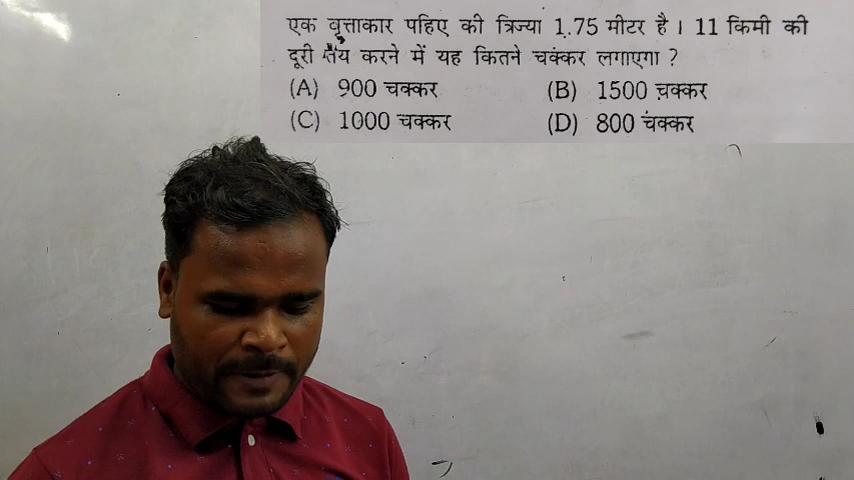 एक वृत्ताकार पहिए की त्रिज्या 1.75 मीटर है। 11 किमी की
दूरी तय करने में यह कितने चक्कर लगाएगा ?
(A) 900 चक्कर (B) 1500 चक्कर
(C) 1000 चक्कर (D) 800 चक्कर